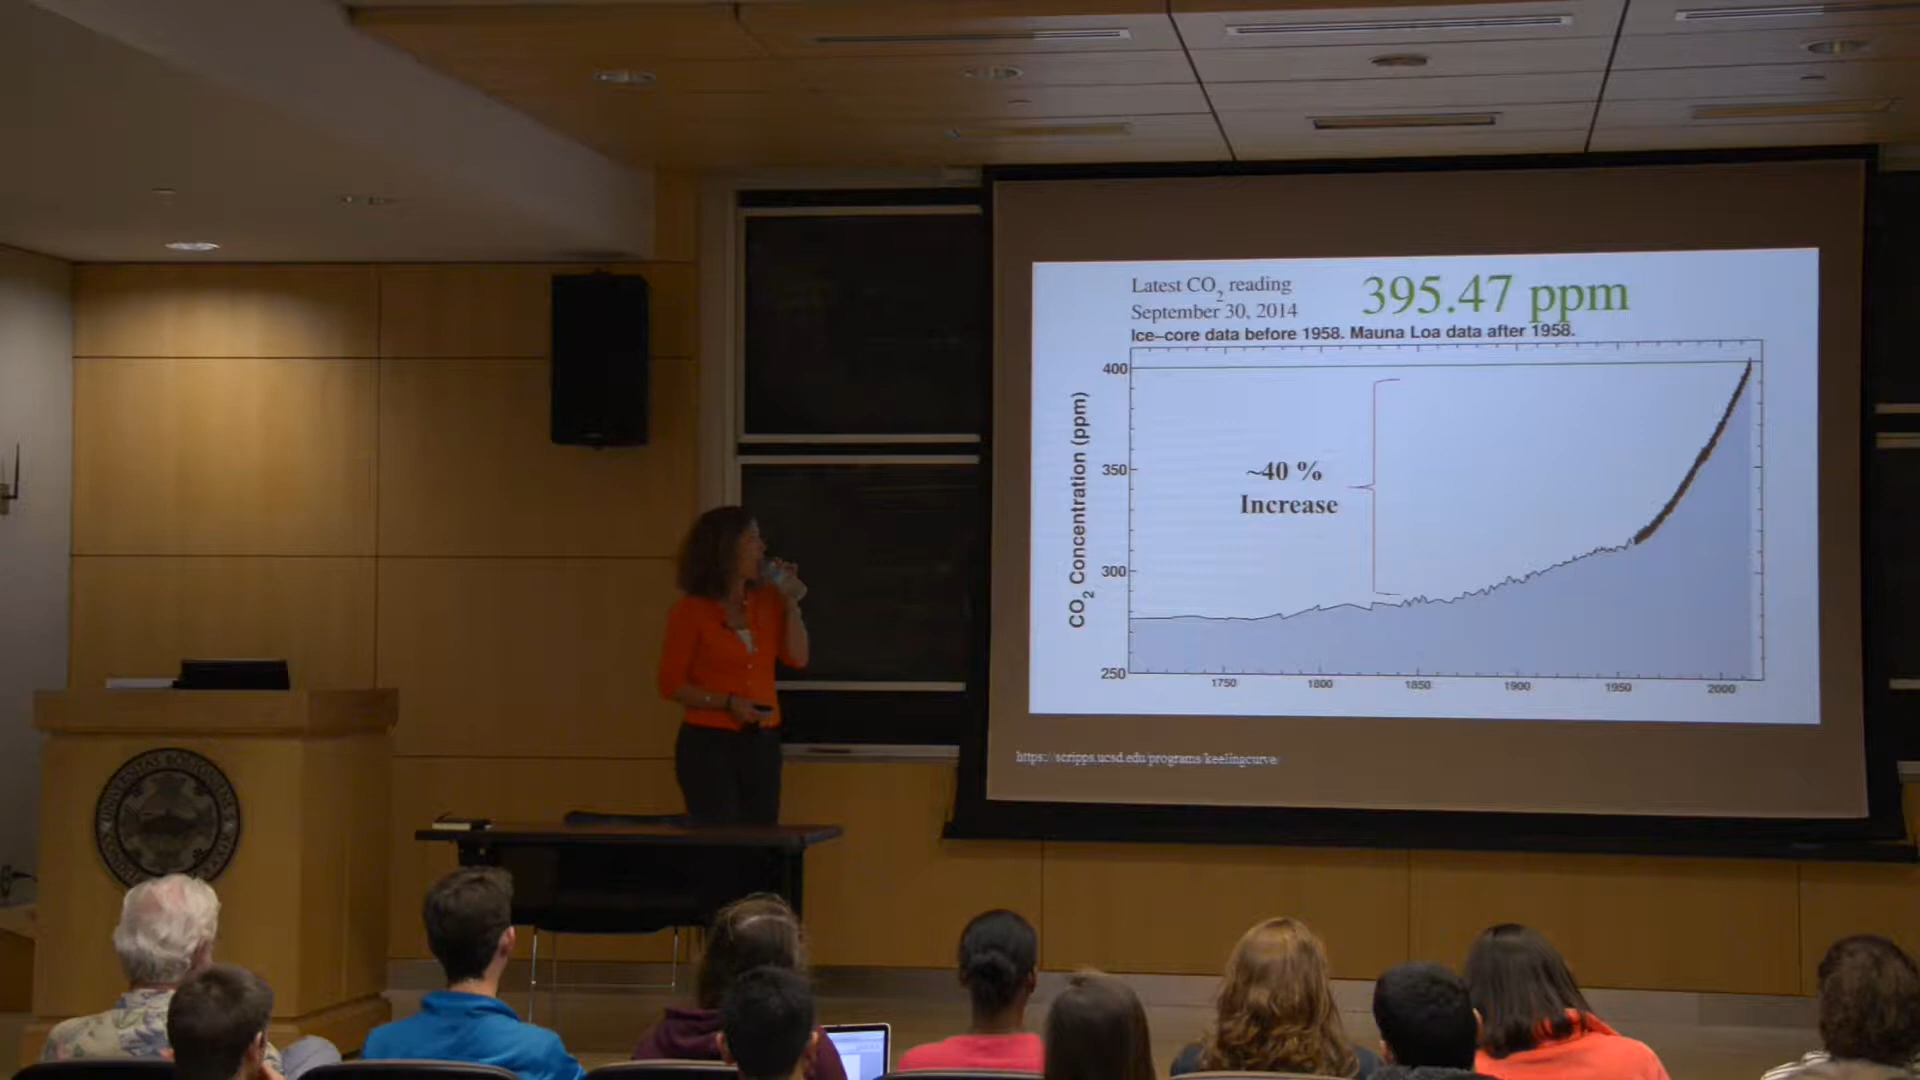 Latest CO2 reading
September 30, 2014
395.47 ppm
Ice–core data before 1958. Mauna Loa data after 1958.
CO2 Concentration (ppm)
400
350
300
250
~40 %
Increase
1750
1800
1850
1900
1950
2000
https://scripps.ucsd.edu/programs/keelingcurve/